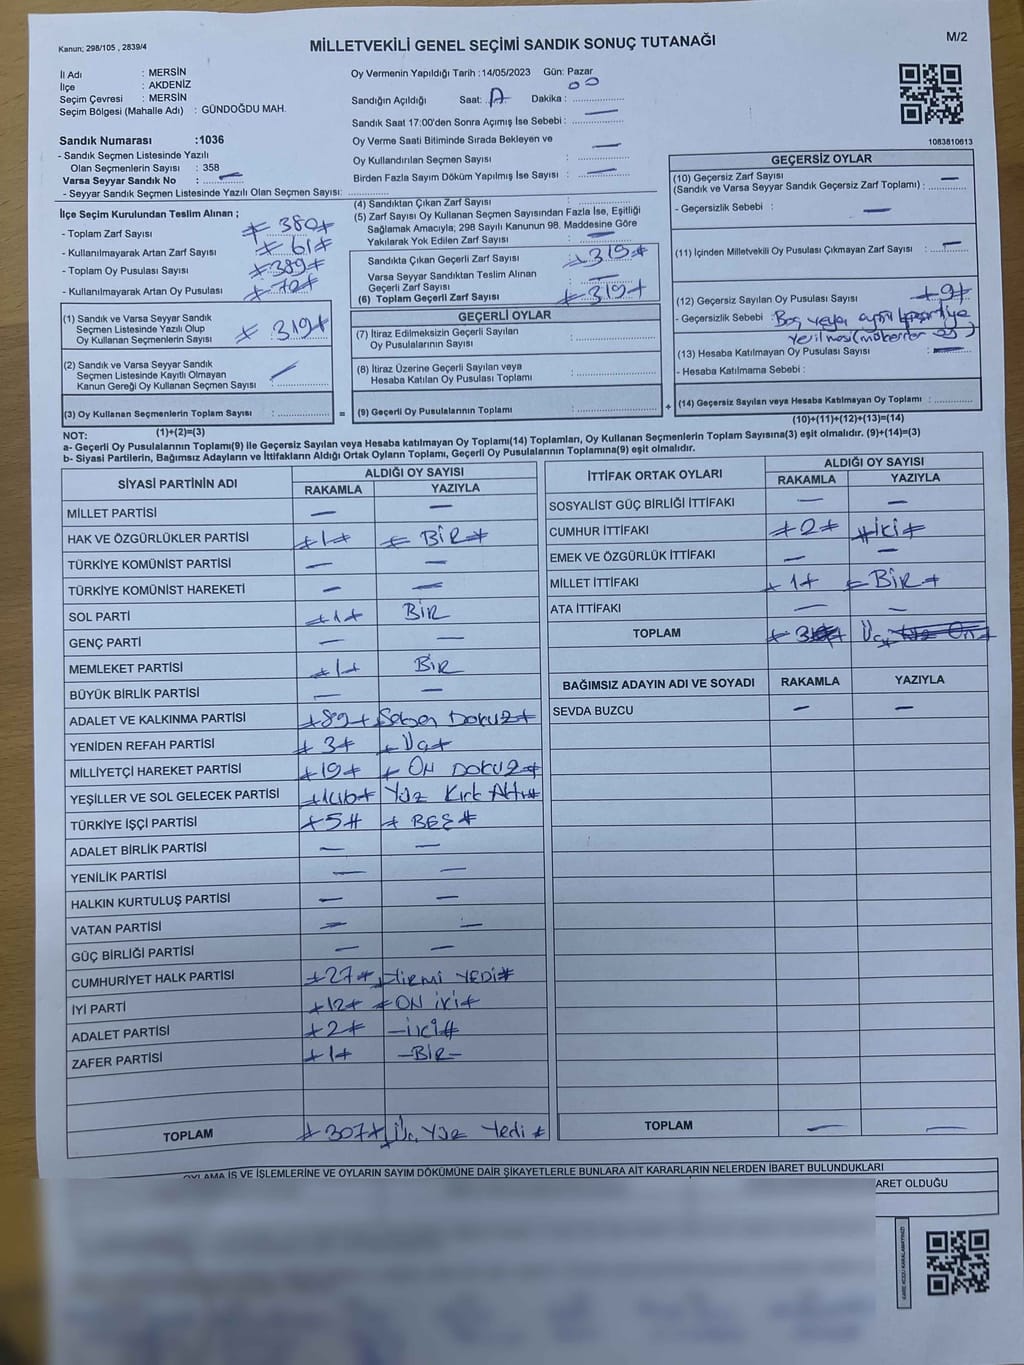 Kanun; 298/105 , 2839/4
MİLLETVEKİLİ GENEL SEÇİMİ SANDIK SONUÇ TUTANAĞI
M/2
İl Adı : MERSİN
İlçe : AKDENİZ
Seçim Çevresi : MERSİN
Seçim Bölgesi (Mahalle Adı) : GÜNDOĞDU MAH.
Sandık Numarası :1036
- Sandık Seçmen Listesinde Yazılı
Olan Seçmenlerin Sayısı : 358
Varsa Seyyar Sandık No : —
- Seyyar Sandık Seçmen Listesinde Yazılı Olan Seçmen Sayısı:
Oy Vermenin Yapıldığı Tarih :14/05/2023 Gün: Pazar
Sandığın Açıldığı Saat: Dakika : 00
Sandık Saat 17:00'den Sonra Açımış İse Sebebi : —
Oy Verme Saati Bitiminde Sırada Bekleyen ve
Oy Kullandırılan Seçmen Sayısı : —
Birden Fazla Sayım Döküm Yapılmış İse Sayısı : —
1083810613
İlçe Seçim Kurulundan Teslim Alınan ;
- Toplam Zarf Sayısı : 380
- Kullanılmayarak Artan Zarf Sayısı : 61
- Toplam Oy Pusulası Sayısı : 389
- Kullanılmayarak Artan Oy Pusulası : 70
(1) Sandık ve Varsa Seyyar Sandık
Seçmen Listesinde Yazılı Olup
Oy Kullanan Seçmenlerin Sayısı : 319
(2) Sandık ve Varsa Seyyar Sandık
Seçmen Listesinde Kayıtlı Olmayan
Kanun Gereği Oy Kullanan Seçmen Sayısı : —
(3) Oy Kullanan Seçmenlerin Toplam Sayısı :
(1)+(2)=(3)
(4) Sandıktan Çıkan Zarf Sayısı :
(5) Zarf Sayısı Oy Kullanan Seçmen Sayısından Fazla İse, Eşitliği
Sağlamak Amacıyla; 298 Sayılı Kanunun 98. Maddesine Göre
Yakılarak Yok Edilen Zarf Sayısı : —
Sandıkta Çıkan Geçerli Zarf Sayısı : 319
Varsa Seyyar Sandıktan Teslim Alınan
Geçerli Zarf Sayısı : —
(6) Toplam Geçerli Zarf Sayısı : 319
GEÇERLİ OYLAR
(7) İtiraz Edilmeksizin Geçerli Sayılan
Oy Pusulalarının Sayısı :
(8) İtiraz Üzerine Geçerli Sayılan veya
Hesaba Katılan Oy Pusulası Toplamı :
= (9) Geçerli Oy Pusulalarının Toplamı :
GEÇERSİZ OYLAR
(10) Geçersiz Zarf Sayısı
(Sandık ve Varsa Seyyar Sandık Geçersiz Zarf Toplamı) : —
- Geçersizlik Sebebi : —
(11) İçinden Milletvekili Oy Pusulası Çıkmayan Zarf Sayısı : —
(12) Geçersiz Sayılan Oy Pusulası Sayısı : 9
- Geçersizlik Sebebi : Boş veya aynı partiye
verilmesi (mükerrer oy)
(13) Hesaba Katılmayan Oy Pusulası Sayısı : —
- Hesaba Katılmama Sebebi :
+ (14) Geçersiz Sayılan veya Hesaba Katılmayan Oy Toplamı :
(10)+(11)+(12)+(13)=(14)
NOT:
a- Geçerli Oy Pusulalarının Toplamı(9) ile Geçersiz Sayılan veya Hesaba katılmayan Oy Toplamı(14) Toplamları, Oy Kullanan Seçmenlerin Toplam Sayısına(3) eşit olmalıdır. (9)+(14)=(3)
b- Siyasi Partilerin, Bağımsız Adayların ve İttifakların Aldığı Ortak Oyların Toplamı, Geçerli Oy Pusulalarının Toplamına(9) eşit olmalıdır.
SİYASİ PARTİNİN ADI
ALDIĞI OY SAYISI
RAKAMLA YAZIYLA
MİLLET PARTİSİ — —
HAK VE ÖZGÜRLÜKLER PARTİSİ 1 BİR
TÜRKİYE KOMÜNİST PARTİSİ — —
TÜRKİYE KOMÜNİST HAREKETİ — —
SOL PARTİ 1 BİR
GENÇ PARTİ — —
MEMLEKET PARTİSİ 1 BİR
BÜYÜK BİRLİK PARTİSİ — —
ADALET VE KALKINMA PARTİSİ 89 Seksen Dokuz
YENİDEN REFAH PARTİSİ 3 Üç
MİLLİYETÇİ HAREKET PARTİSİ 19 ON DOKUZ
YEŞİLLER VE SOL GELECEK PARTİSİ 146 Yüz Kırk Altı
TÜRKİYE İŞÇİ PARTİSİ 5 BEŞ
ADALET BİRLİK PARTİSİ — —
YENİLİK PARTİSİ — —
HALKIN KURTULUŞ PARTİSİ — —
VATAN PARTİSİ — —
GÜÇ BİRLİĞİ PARTİSİ — —
CUMHURİYET HALK PARTİSİ 27 YİRMİ YEDİ
İYİ PARTİ 12 ON İKİ
ADALET PARTİSİ 2 İKİ
ZAFER PARTİSİ 1 BİR
TOPLAM 307 Üç Yüz Yedi
İTTİFAK ORTAK OYLARI
ALDIĞI OY SAYISI
RAKAMLA YAZIYLA
SOSYALİST GÜÇ BİRLİĞİ İTTİFAKI — —
CUMHUR İTTİFAKI 2 İKİ
EMEK VE ÖZGÜRLÜK İTTİFAKI — —
MİLLET İTTİFAKI 1 BİR
ATA İTTİFAKI — —
TOPLAM 3 Üç
BAĞIMSIZ ADAYIN ADI VE SOYADI RAKAMLA YAZIYLA
SEVDA BUZCU — —
TOPLAM — —
OYLAMA İŞ VE İŞLEMLERİNE VE OYLARIN SAYIM DÖKÜMÜNE DAİR ŞİKAYETLERLE BUNLARA AİT KARARLARIN NELERDEN İBARET BULUNDUKLARI
ARET OLDUĞU